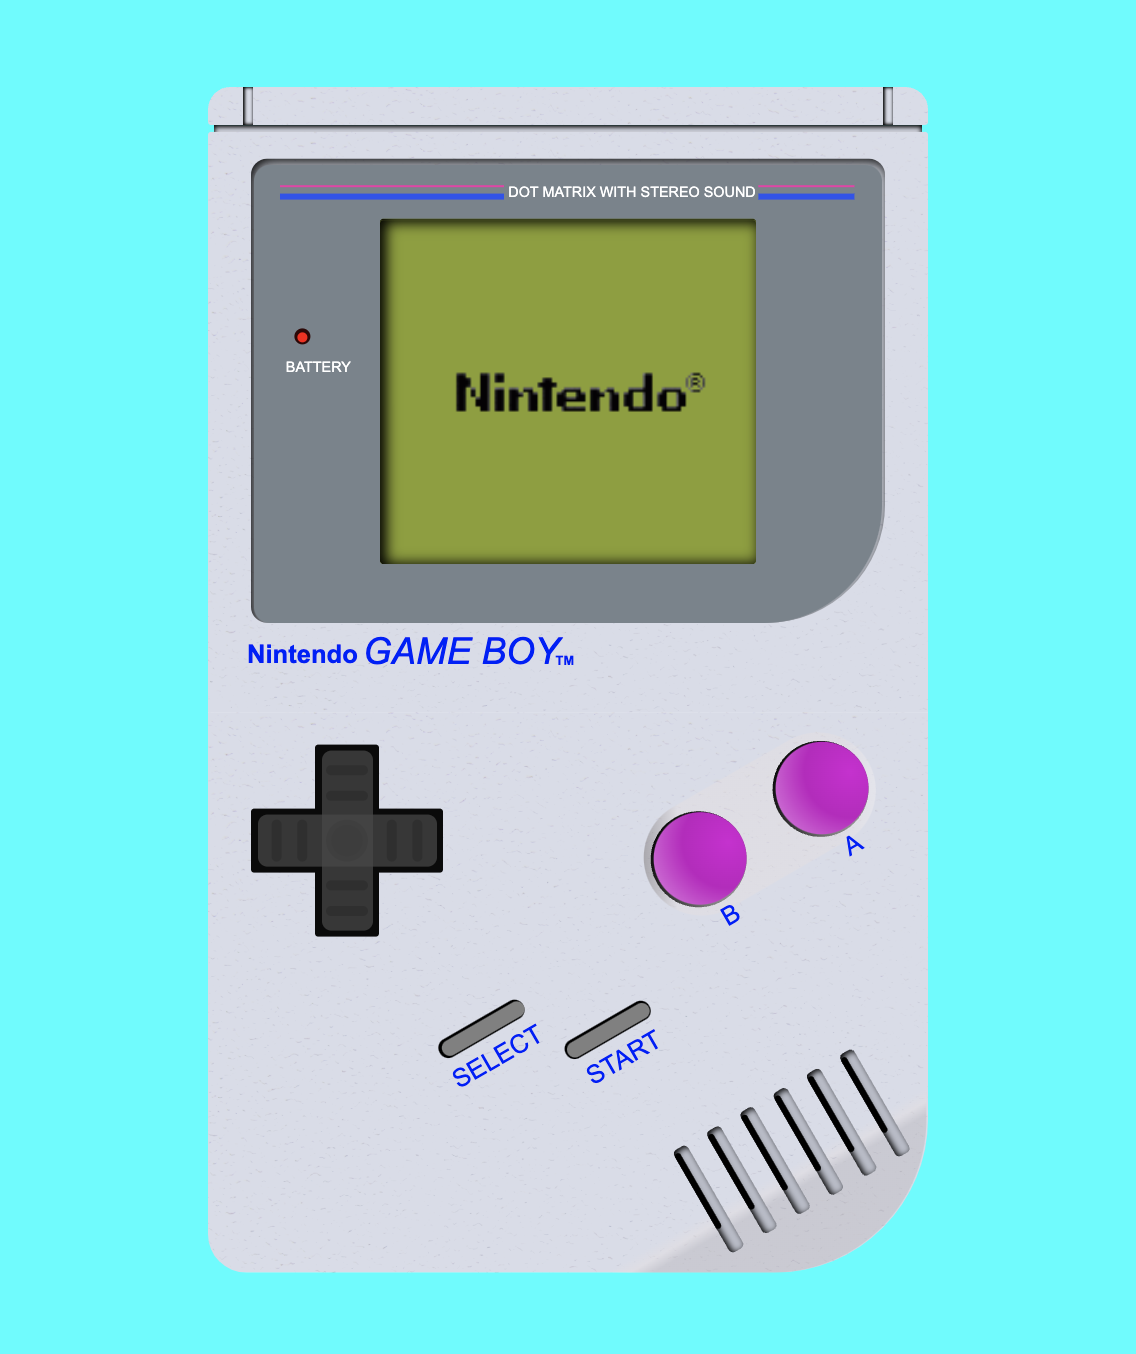 DOT MATRIX WITH STEREO SOUND
BATTERY
Nintendo®
Nintendo GAME BOY™
A
B
SELECT
START